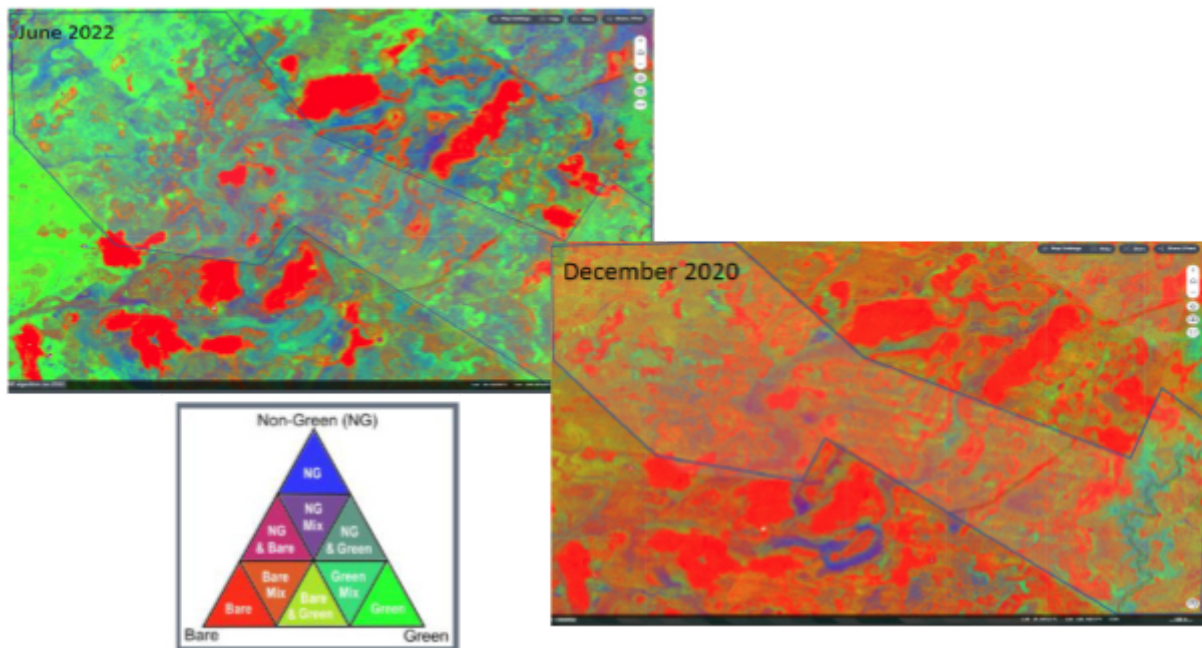 June 2022
December 2020
Non-Green (NG)
NG
NG
Mix
NG
& Bare
NG
& Green
Bare
Mix
Bare
& Green
Green
Mix
Bare
Green
Bare
Green